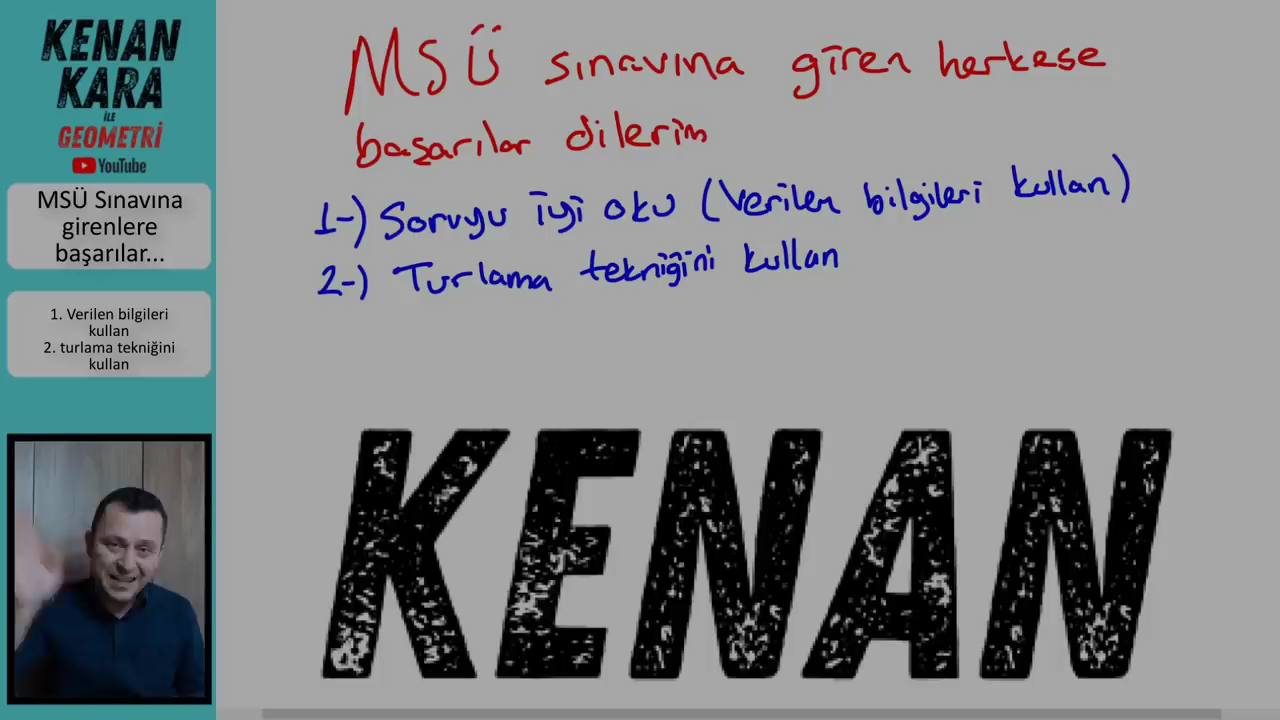 KENAN
KARA
İLE
GEOMETRİ
YouTube
MSÜ Sınavına
girenlere
başarılar...
1. Verilen bilgileri
kullan
2. turlama tekniğini
kullan
MSÜ sınavına giren herkese
başarılar dilerim
1-) Soruyu iyi oku (Verilen bilgileri kullan)
2-) Turlama tekniğini kullan
KENAN